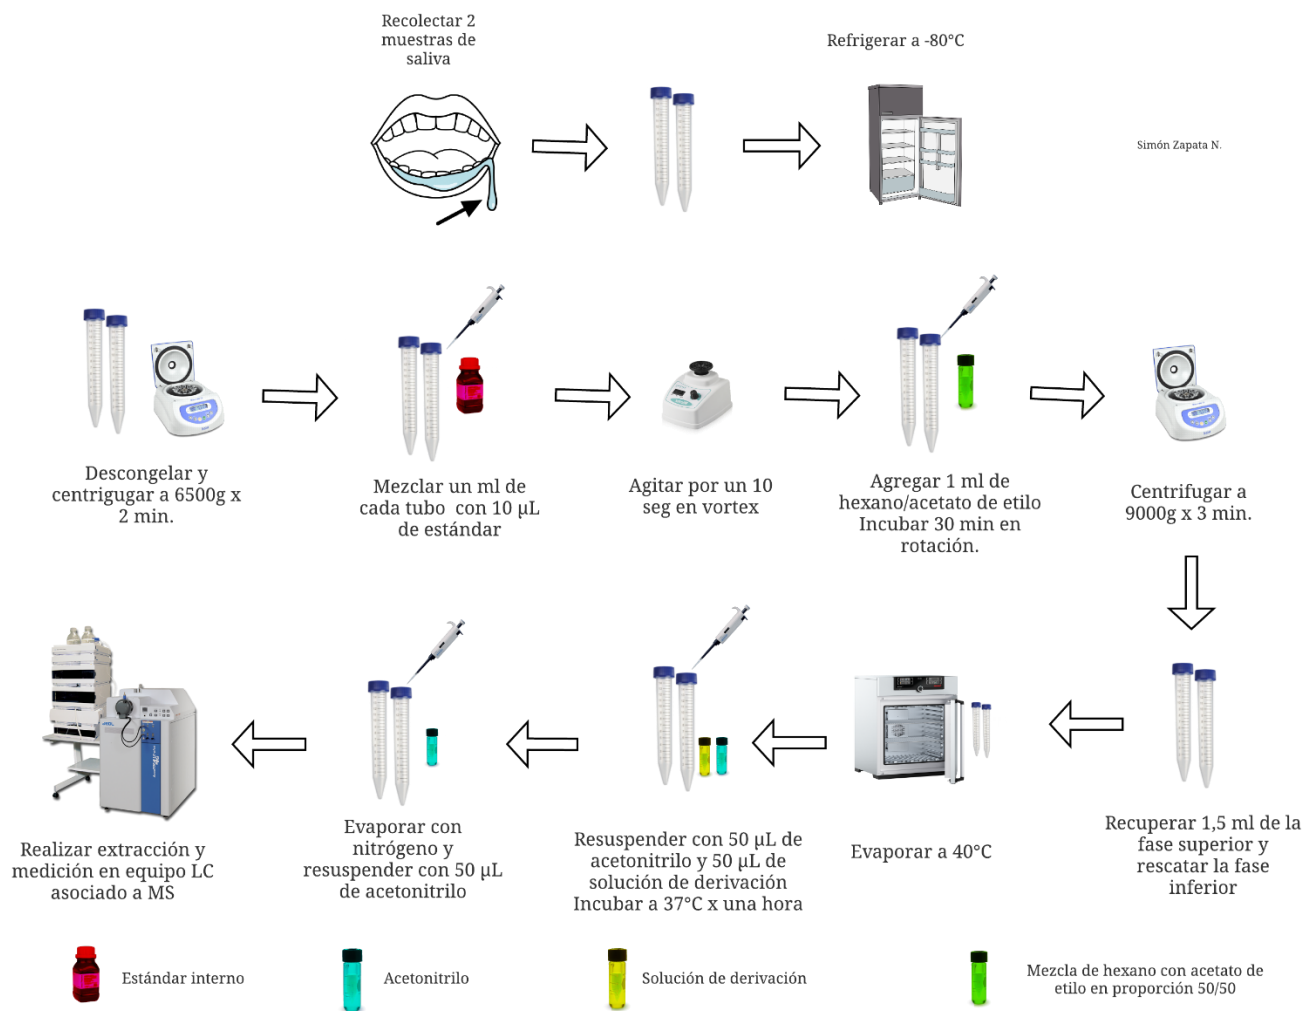 Recolectar 2
muestras de
saliva
Refrigerar a -80°C
Simón Zapata N.
Descongelar y
centrigugar a 6500g x
2 min.
Mezclar un ml de
cada tubo con 10 µL
de estándar
Agitar por un 10
seg en vortex
Agregar 1 ml de
hexano/acetato de etilo
Incubar 30 min en
rotación.
Centrifugar a
9000g x 3 min.
Recuperar 1,5 ml de la
fase superior y
rescatar la fase
inferior
Evaporar a 40°C
Resuspender con 50 µL de
acetonitrilo y 50 µL de
solución de derivación
Incubar a 37°C x una hora
Evaporar con
nitrógeno y
resuspender con 50 µL
de acetonitrilo
Realizar extracción y
medición en equipo LC
asociado a MS
Estándar interno
Acetonitrilo
Solución de derivación
Mezcla de hexano con acetato de
etilo en proporción 50/50